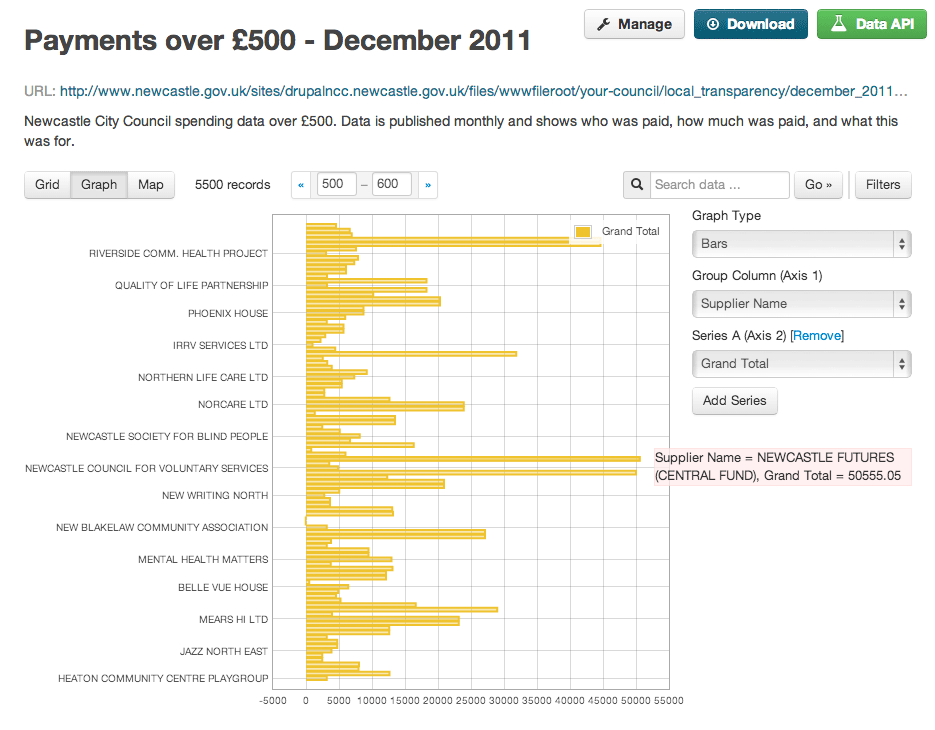 Payments over £500 - December 2011
Manage
Download
Data API
URL: http://www.newcastle.gov.uk/sites/drupalncc.newcastle.gov.uk/files/wwwfileroot/your-council/local_transparency/december_2011…
Newcastle City Council spending data over £500. Data is published monthly and shows who was paid, how much was paid, and what this
was for.
Grid Graph Map 5500 records « 500 – 600 » Search data ... Go » Filters
Grand Total
RIVERSIDE COMM. HEALTH PROJECT
QUALITY OF LIFE PARTNERSHIP
PHOENIX HOUSE
IRRV SERVICES LTD
NORTHERN LIFE CARE LTD
NORCARE LTD
NEWCASTLE SOCIETY FOR BLIND PEOPLE
NEWCASTLE COUNCIL FOR VOLUNTARY SERVICES
NEW WRITING NORTH
NEW BLAKELAW COMMUNITY ASSOCIATION
MENTAL HEALTH MATTERS
BELLE VUE HOUSE
MEARS HI LTD
JAZZ NORTH EAST
HEATON COMMUNITY CENTRE PLAYGROUP
-5000 0 5000 10000 15000 20000 25000 30000 35000 40000 45000 50000 55000
Graph Type
Bars
Group Column (Axis 1)
Supplier Name
Series A (Axis 2) [Remove]
Grand Total
Add Series
Supplier Name = NEWCASTLE FUTURES
(CENTRAL FUND), Grand Total = 50555.05